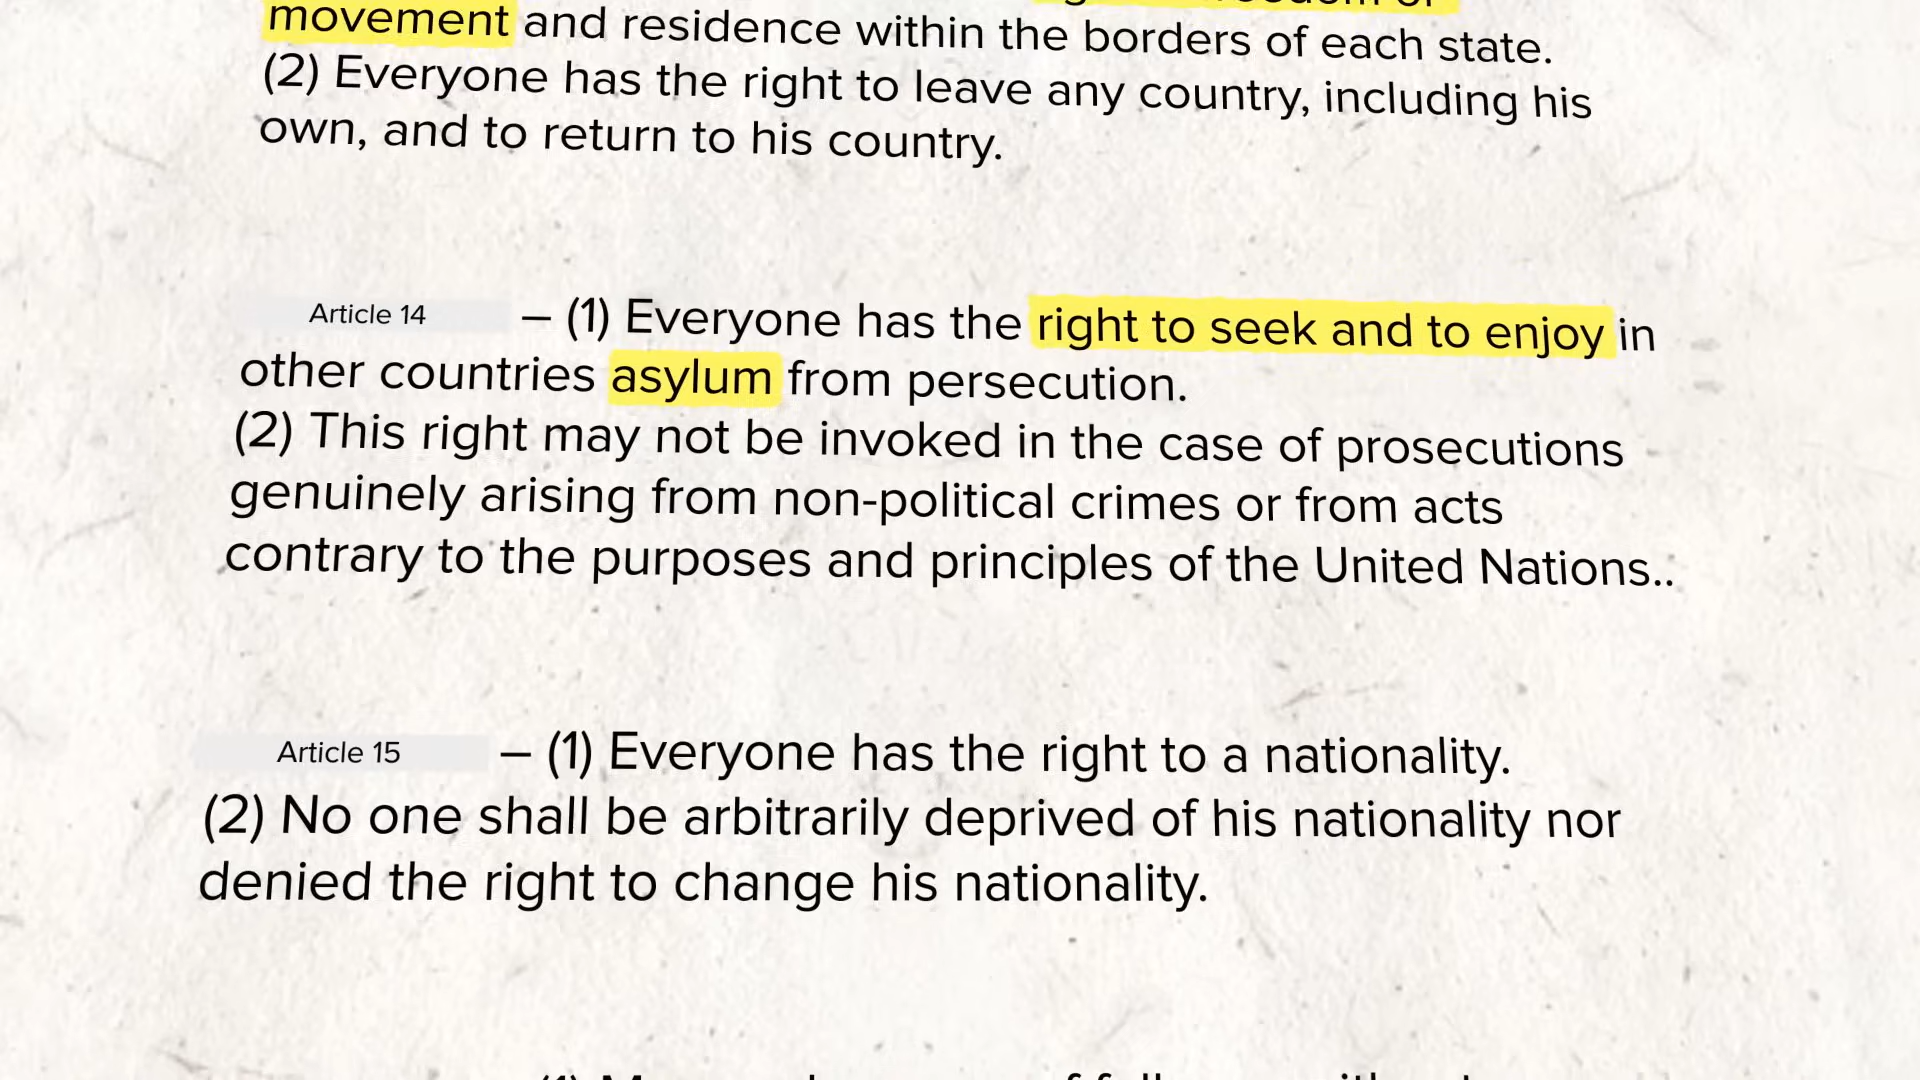 movement and residence within the borders of each state.
(2) Everyone has the right to leave any country, including his
own, and to return to his country.
Article 14 – (1) Everyone has the right to seek and to enjoy in
other countries asylum from persecution.
(2) This right may not be invoked in the case of prosecutions
genuinely arising from non-political crimes or from acts
contrary to the purposes and principles of the United Nations..
Article 15 – (1) Everyone has the right to a nationality.
(2) No one shall be arbitrarily deprived of his nationality nor
denied the right to change his nationality.